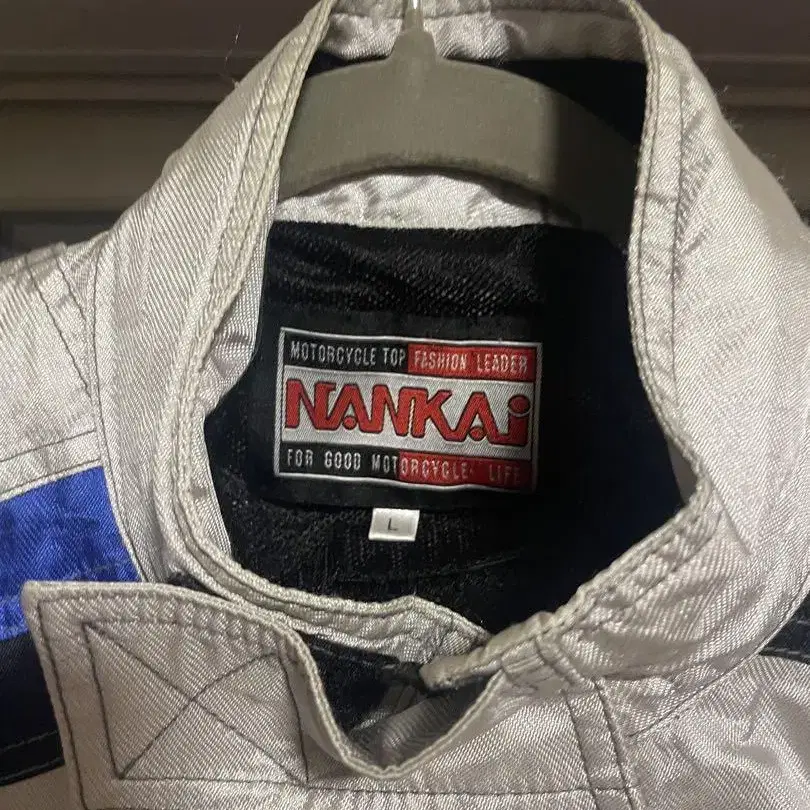 MOTORCYCLE TOP FASHION LEADER
NANKAi
FOR GOOD MOTORCYCLE LIFE
L